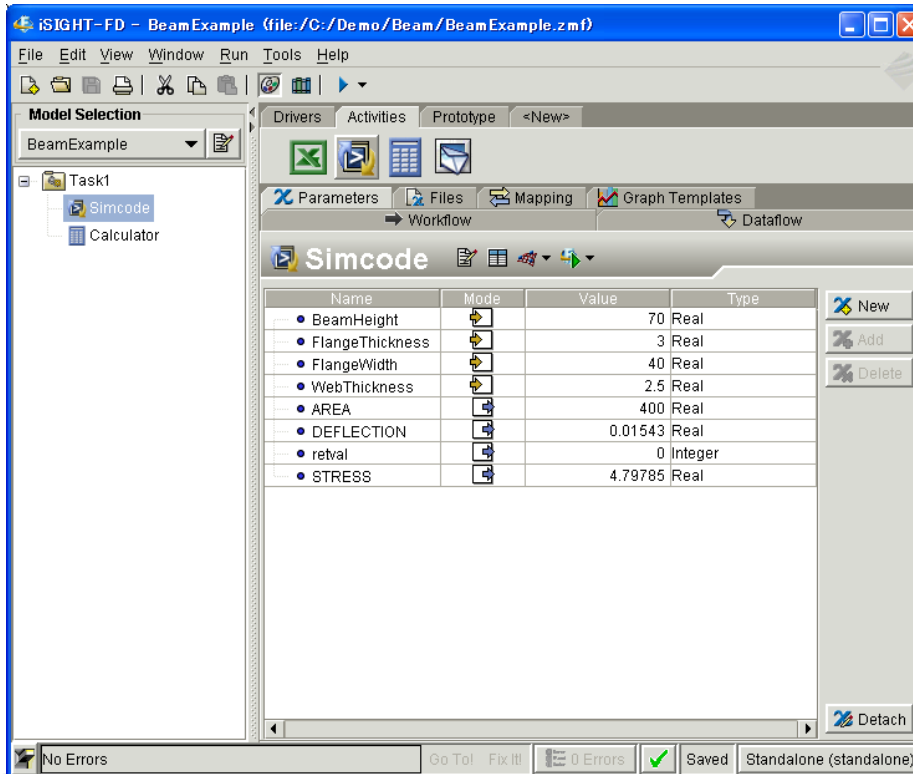 iSIGHT-FD - BeamExample (file:/C:/Demo/Beam/BeamExample.zmf)
File Edit View Window Run Tools Help
Model Selection
BeamExample
Task1
Simcode
Calculator
Drivers Activities Prototype <New>
Parameters Files Mapping Graph Templates
Workflow Dataflow
Simcode
Name Mode Value Type
BeamHeight 70 Real
FlangeThickness 3 Real
FlangeWidth 40 Real
WebThickness 2.5 Real
AREA 400 Real
DEFLECTION 0.01543 Real
retval 0 Integer
STRESS 4.79785 Real
New
Add
Delete
Detach
No Errors Go To! Fix It! 0 Errors Saved Standalone (standalone)